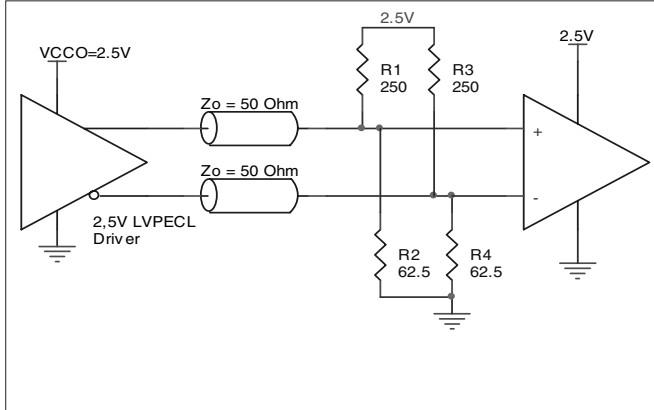 2.5V
VCCO=2.5V
2.5V
R1
250
R3
250
Zo = 50 Ohm
+
Zo = 50 Ohm
-
2,5V LVPECL
Driver
R2
62.5
R4
62.5